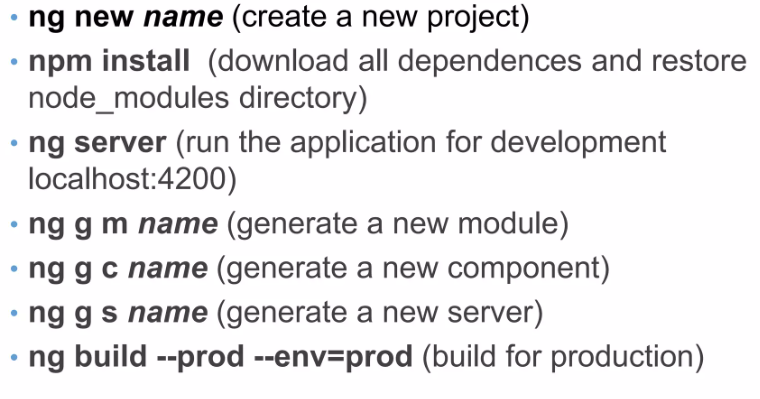 • ng new name (create a new project)
• npm install (download all dependences and restore
node_modules directory)
• ng server (run the application for development
localhost:4200)
• ng g m name (generate a new module)
• ng g c name (generate a new component)
• ng g s name (generate a new server)
• ng build --prod --env=prod (build for production)